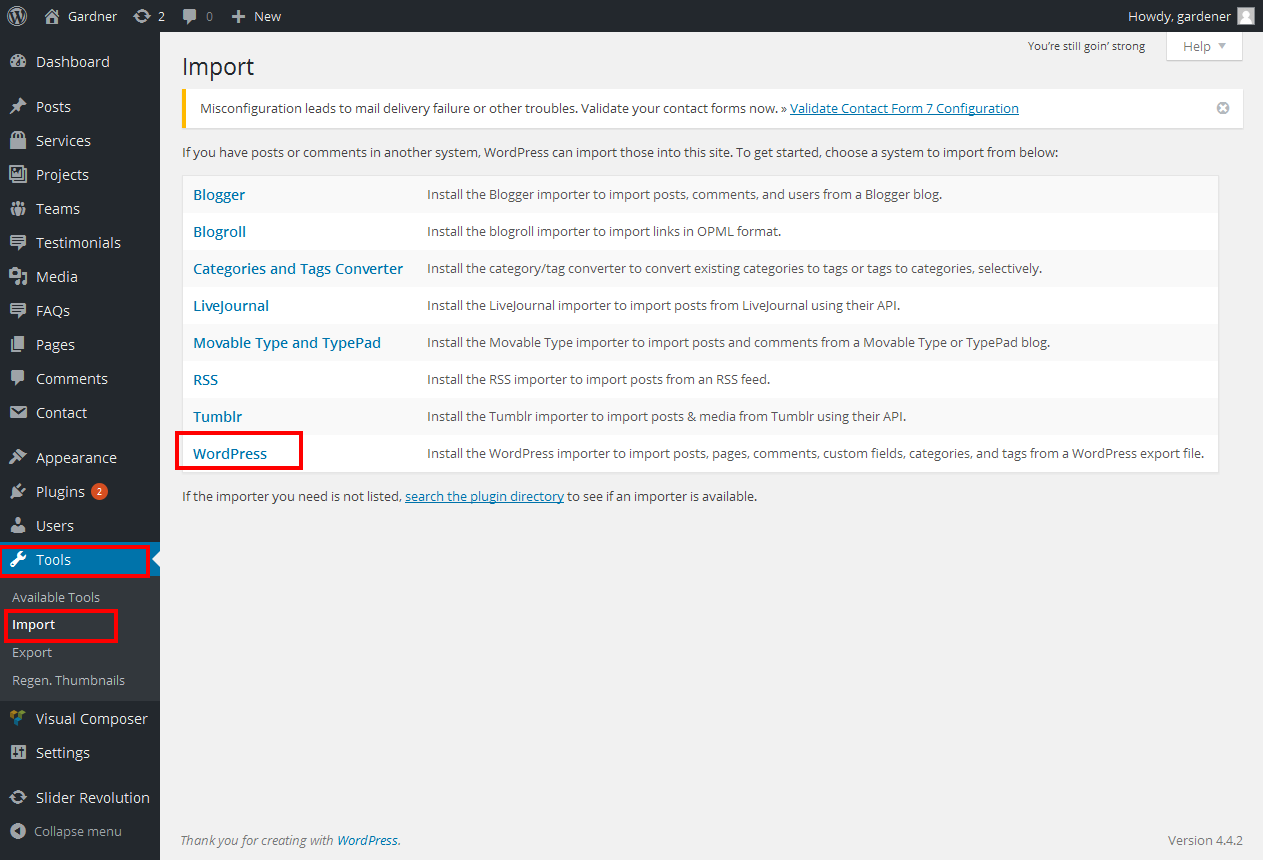 Gardner 2 0 New Howdy, gardener
You're still goin' strong Help
Dashboard
Posts
Services
Projects
Teams
Testimonials
Media
FAQs
Pages
Comments
Contact
Appearance
Plugins 2
Users
Tools
Available Tools
Import
Export
Regen. Thumbnails
Visual Composer
Settings
Slider Revolution
Collapse menu
Import
Misconfiguration leads to mail delivery failure or other troubles. Validate your contact forms now. » Validate Contact Form 7 Configuration
If you have posts or comments in another system, WordPress can import those into this site. To get started, choose a system to import from below:
Blogger Install the Blogger importer to import posts, comments, and users from a Blogger blog.
Blogroll Install the blogroll importer to import links in OPML format.
Categories and Tags Converter Install the category/tag converter to convert existing categories to tags or tags to categories, selectively.
LiveJournal Install the LiveJournal importer to import posts from LiveJournal using their API.
Movable Type and TypePad Install the Movable Type importer to import posts and comments from a Movable Type or TypePad blog.
RSS Install the RSS importer to import posts from an RSS feed.
Tumblr Install the Tumblr importer to import posts & media from Tumblr using their API.
WordPress Install the WordPress importer to import posts, pages, comments, custom fields, categories, and tags from a WordPress export file.
If the importer you need is not listed, search the plugin directory to see if an importer is available.
Thank you for creating with WordPress. Version 4.4.2